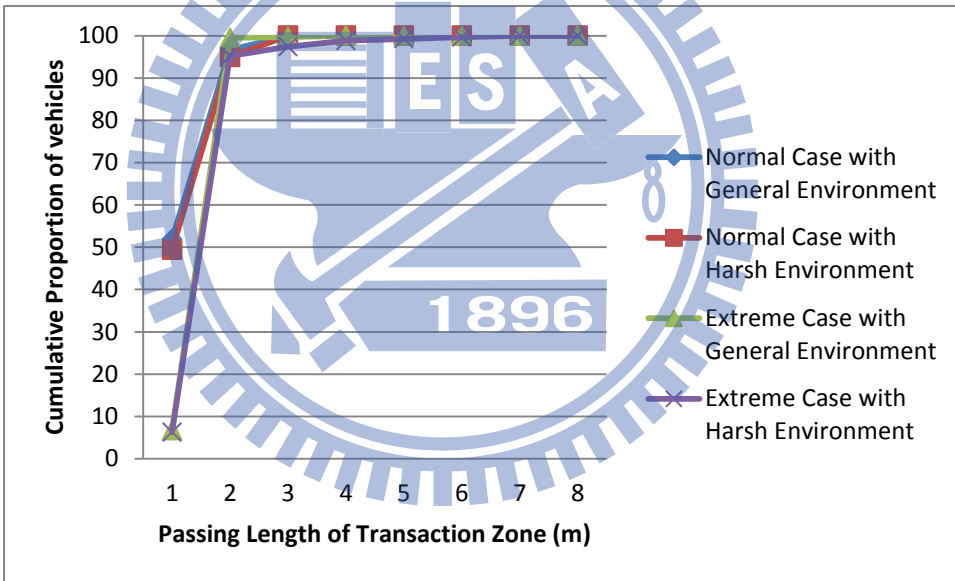 100
90
80
70
60
50
40
30
20
10
0
Cumulative Proportion of vehicles
1 2 3 4 5 6 7 8
Passing Length of Transaction Zone (m)
Normal Case with
General Environment
Normal Case with
Harsh Environment
Extreme Case with
General Environment
Extreme Case with
Harsh Environment
E S A
1896